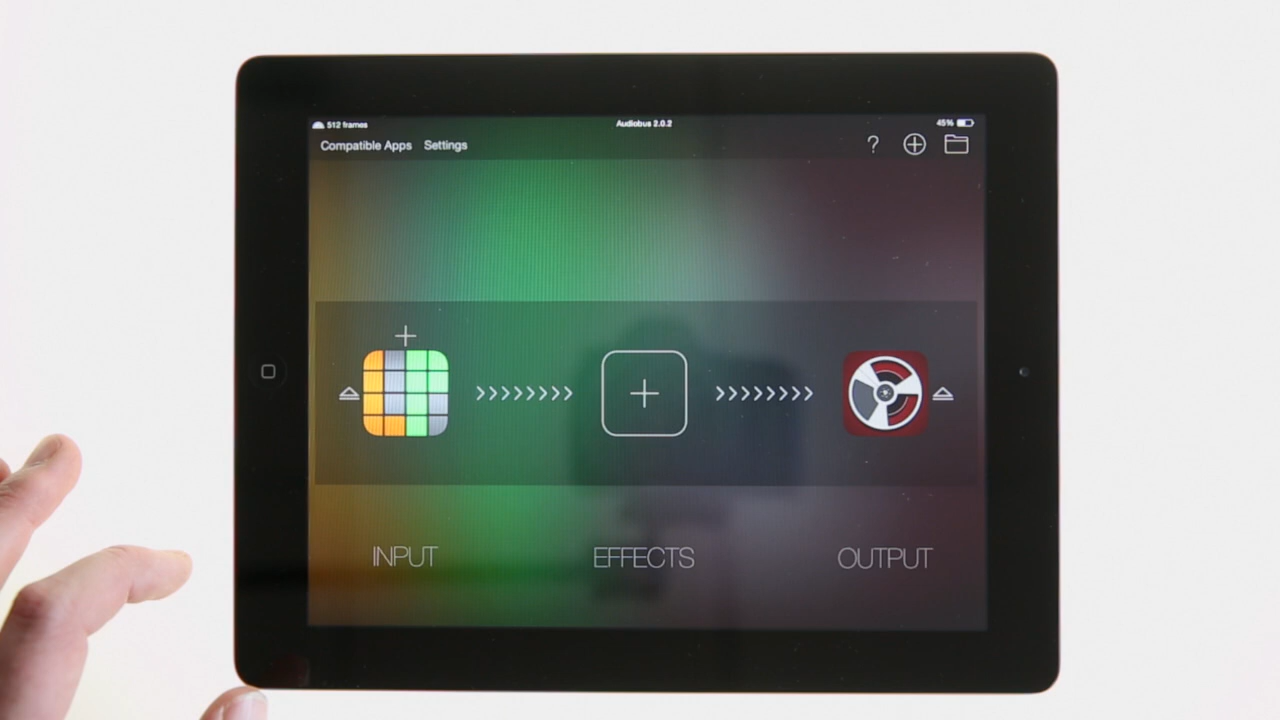 512 frames
Audiobus 2.0.2
45%
Compatible Apps
Settings
?
INPUT
EFFECTS
OUTPUT